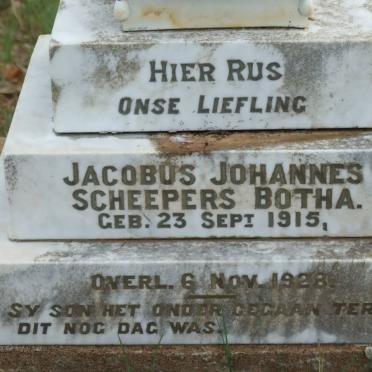 HIER RUS
ONSE LIEFLING
JACOBUS JOHANNES
SCHEEPERS BOTHA.
GEB. 23 SEPT 1915,
OVERL. 6 NOV. 1928.
SY SON HET ONDER GEGAAN TER
DIT NOG DAG WAS.